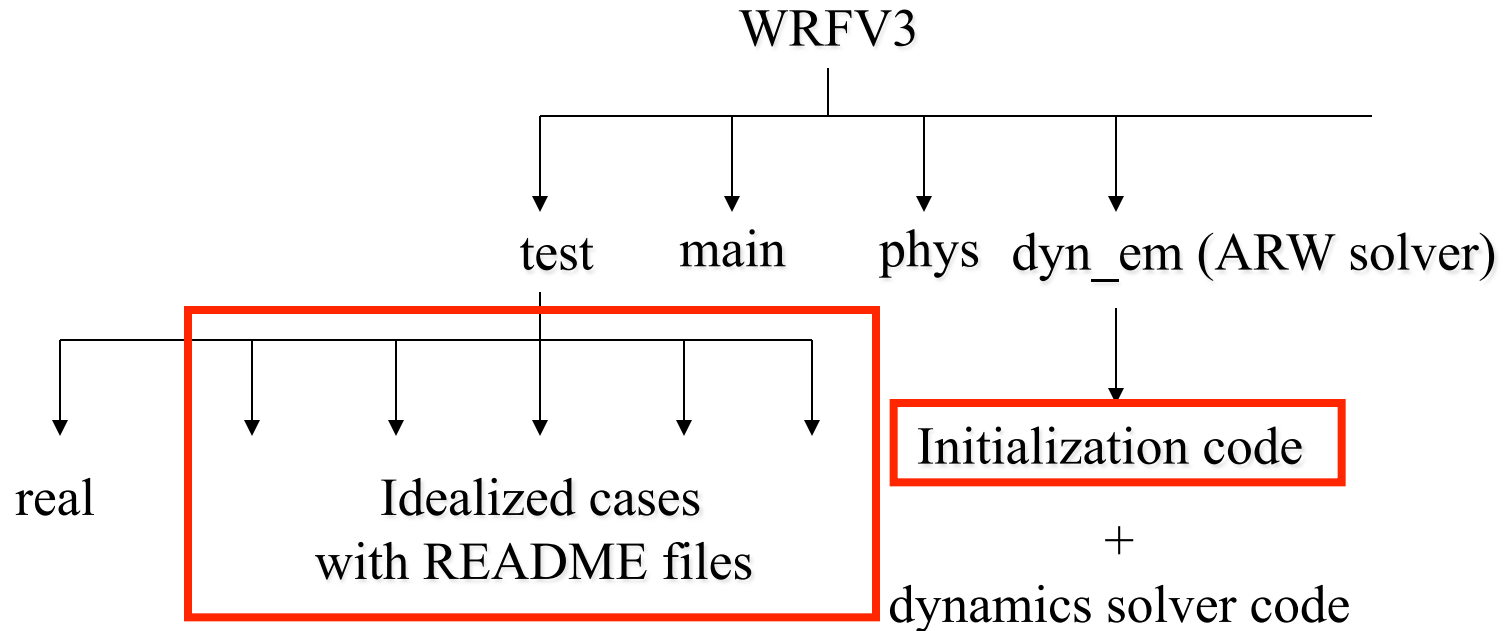 WRFV3
test
main
phys
dyn_em (ARW solver)
real
Idealized cases
with README files
Initialization code
+
dynamics solver code